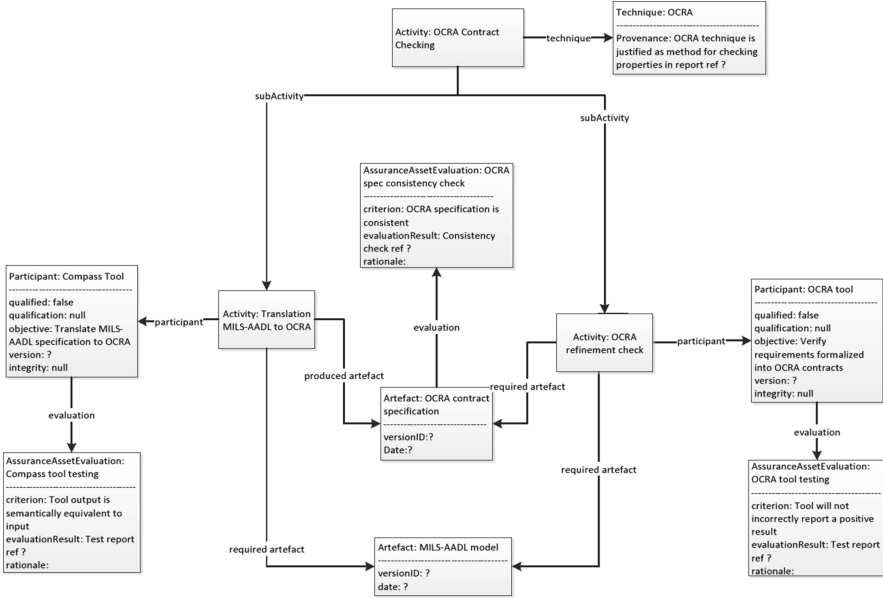 Activity: OCRA Contract
Checking
technique
Technique: OCRA
Provenance: OCRA technique is
justified as method for checking
properties in report ref ?
subActivity
subActivity
AssuranceAssetEvaluation: OCRA
spec consistency check
criterion: OCRA specification is
consistent
evaluationResult: Consistency
check ref ?
rationale:
Participant: Compass Tool
qualified: false
qualification: null
objective: Translate MILS-
AADL specification to OCRA
version: ?
integrity: null
participant
Activity: Translation
MILS-AADL to OCRA
evaluation
Activity: OCRA
refinement check
participant
Participant: OCRA tool
qualified: false
qualification: null
objective: Verify
requirements formalized
into OCRA contracts
version: ?
integrity: null
produced artefact
required artefact
Artefact: OCRA contract
specification
versionID:?
Date:?
evaluation
evaluation
AssuranceAssetEvaluation:
Compass tool testing
criterion: Tool output is
semantically equivalent to
input
evaluationResult: Test report
ref ?
rationale:
required artefact
AssuranceAssetEvaluation:
OCRA tool testing
criterion: Tool will not
incorrectly report a positive
result
evaluationResult: Test report
ref ?
rationale:
required artefact
Artefact: MILS-AADL model
versionID: ?
date: ?